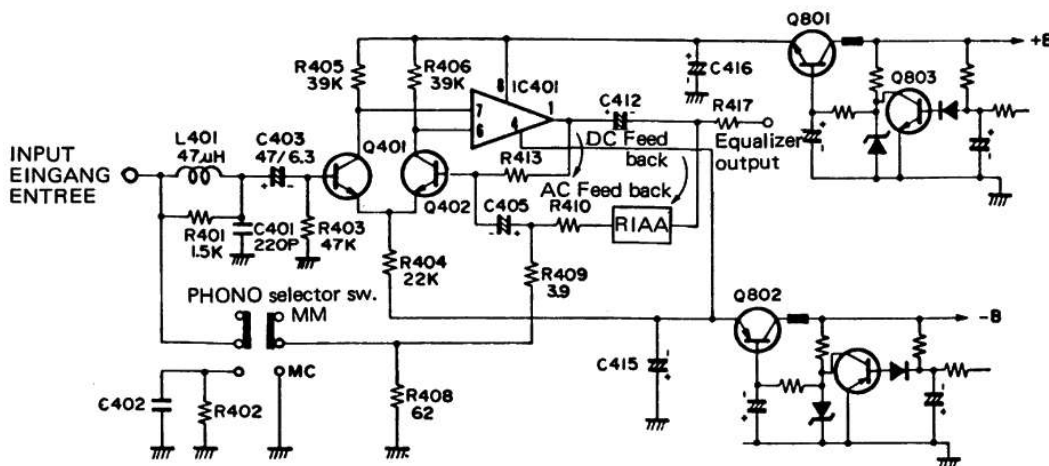 Q801
+B
R405
39K
R406
39K
8
IC401
C416
Q803
7
6
1
4
C412
R417
Equalizer
output
INPUT
EINGANG
ENTREE
L401
47μH
C403
47/6.3
Q401
Q402
R413
DC Feed
back
AC Feed back
C405
R410
RIAA
R401
1.5K
C401
220P
R403
47K
R404
22K
R409
3.9
PHONO selector sw.
MM
MC
Q802
-B
C402
R402
R408
62
C415